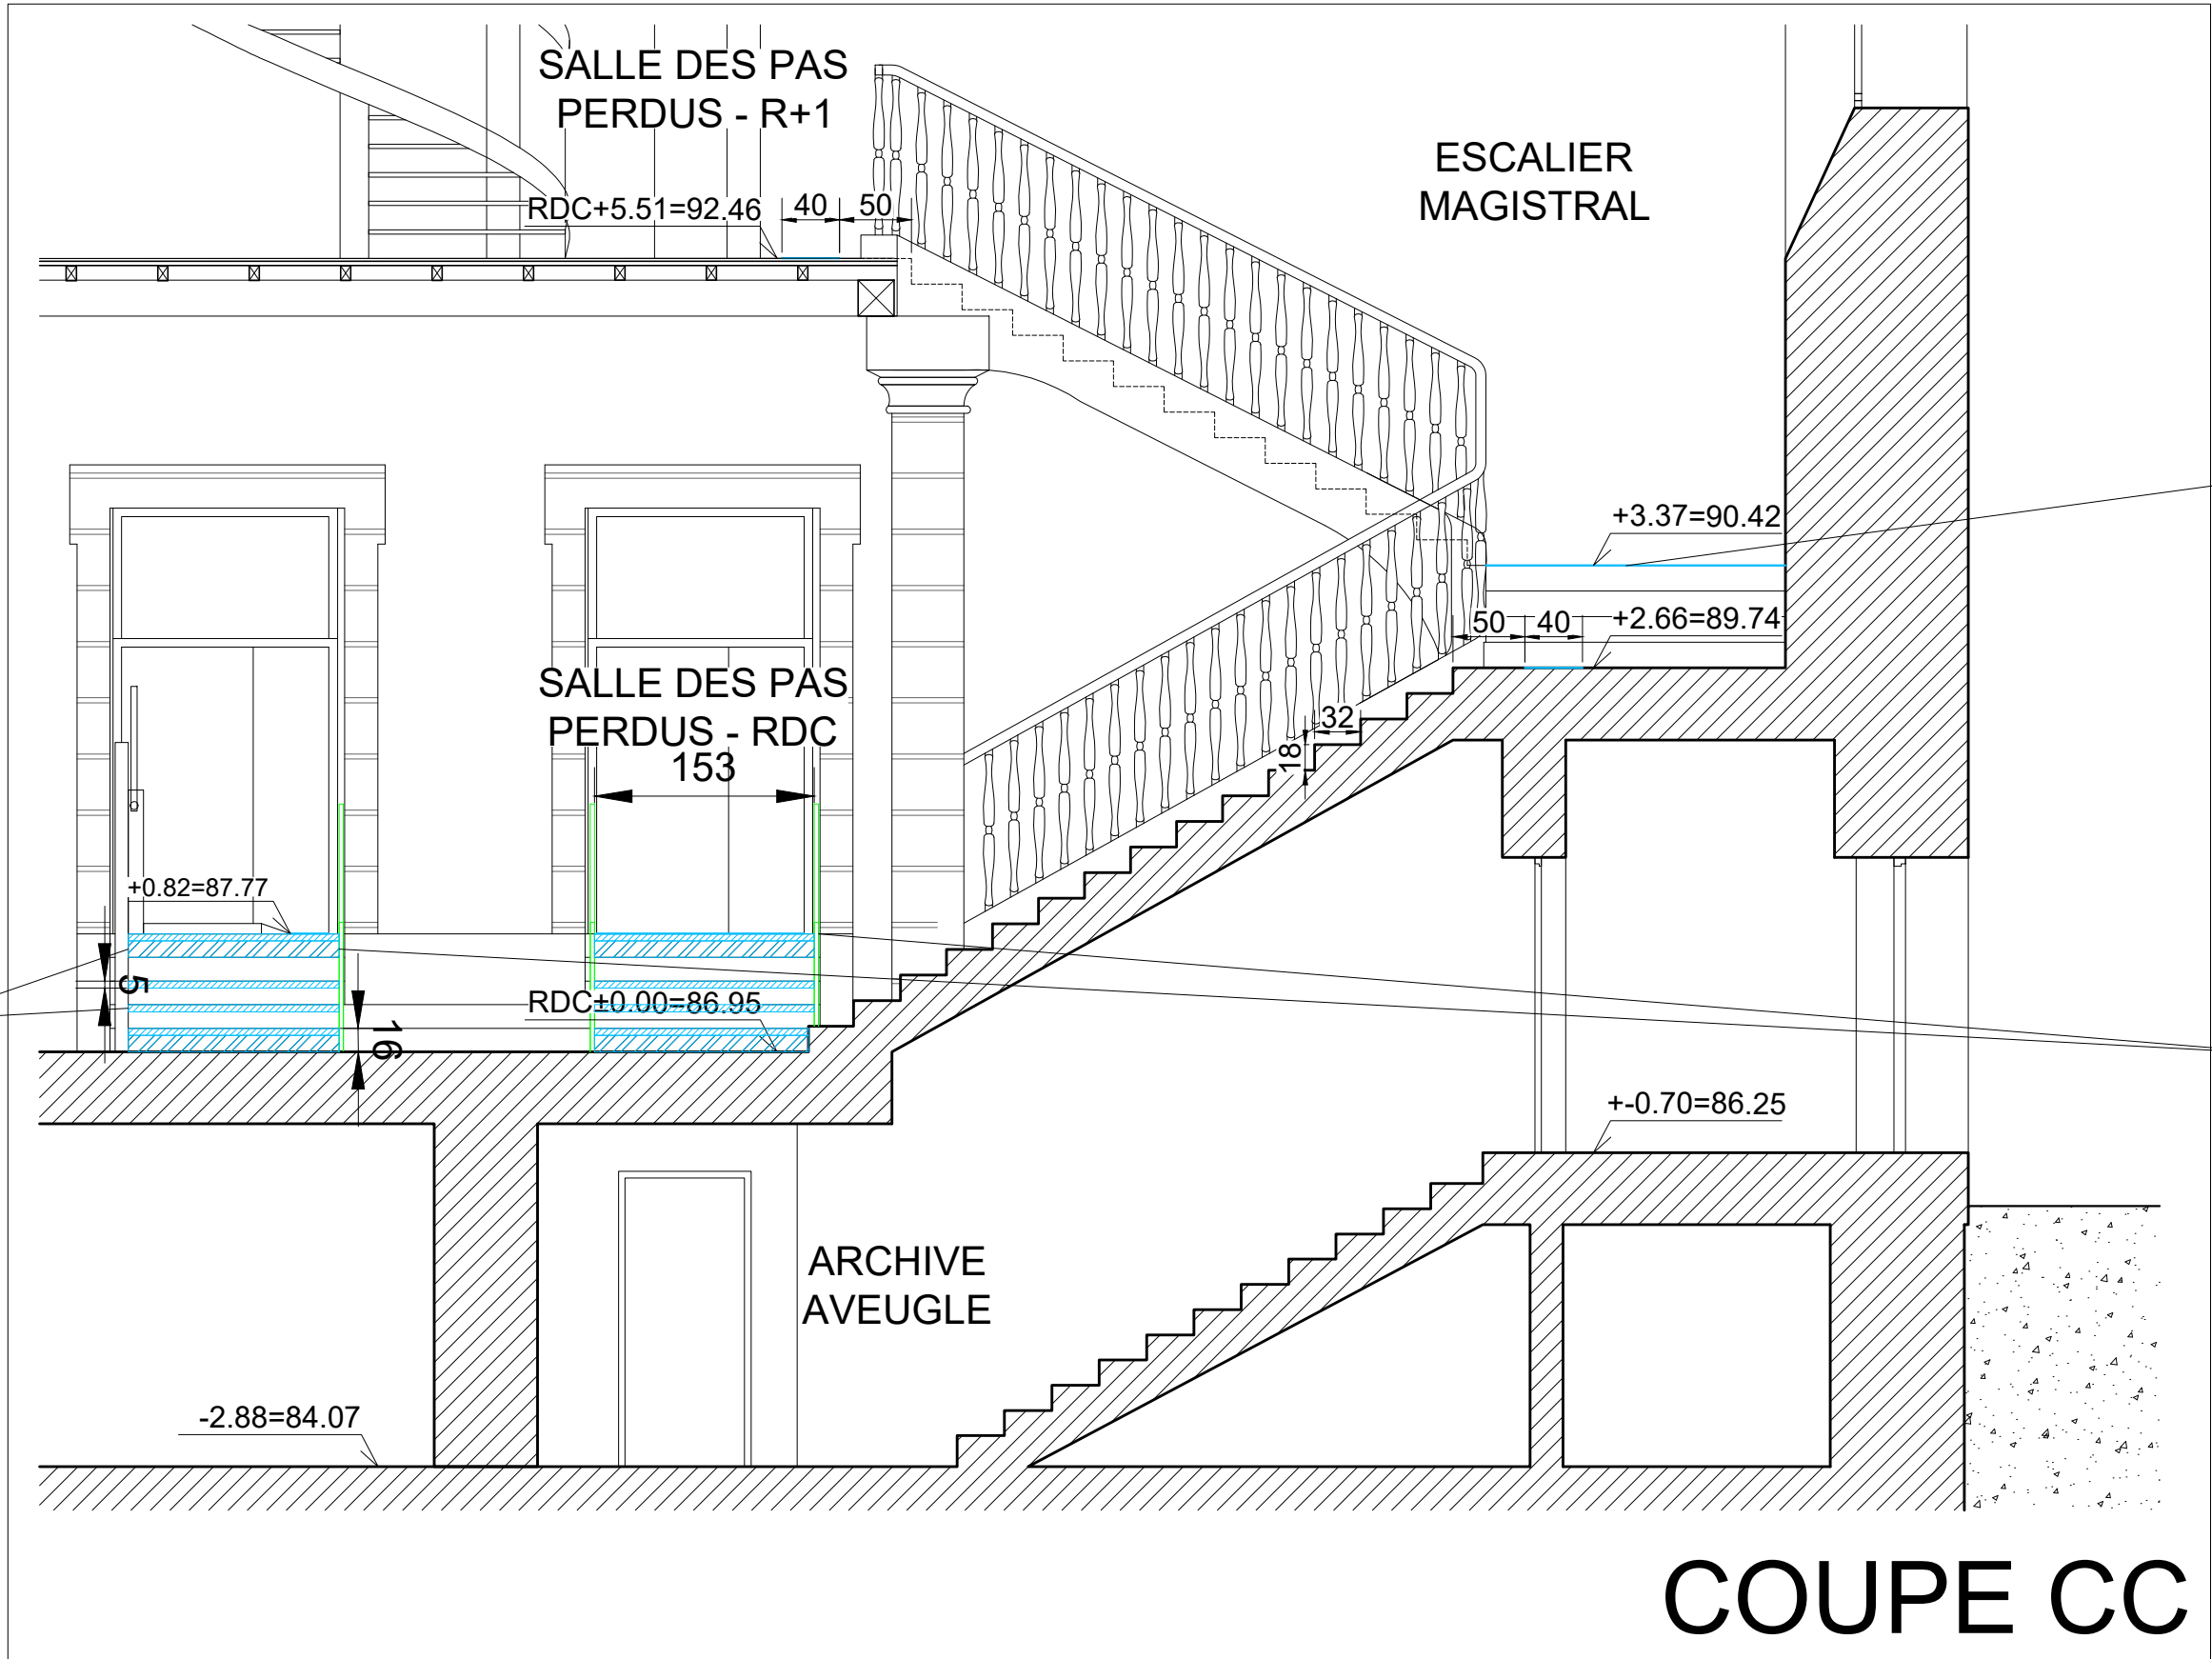 SALLE DES PAS
PERDUS - R+1
ESCALIER
MAGISTRAL
RDC+5.51=92.46
40
50
+3.37=90.42
50
40
+2.66=89.74
SALLE DES PAS
PERDUS - RDC
153
32
18
+0.82=87.77
5
RDC±0.00=86.95
16
+-0.70=86.25
ARCHIVE
AVEUGLE
-2.88=84.07
COUPE CC